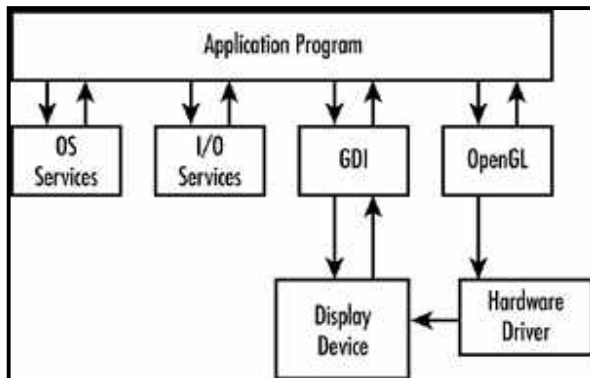 Application Program
OS
Services
I/O
Services
GDI
OpenGL
Display
Device
Hardware
Driver